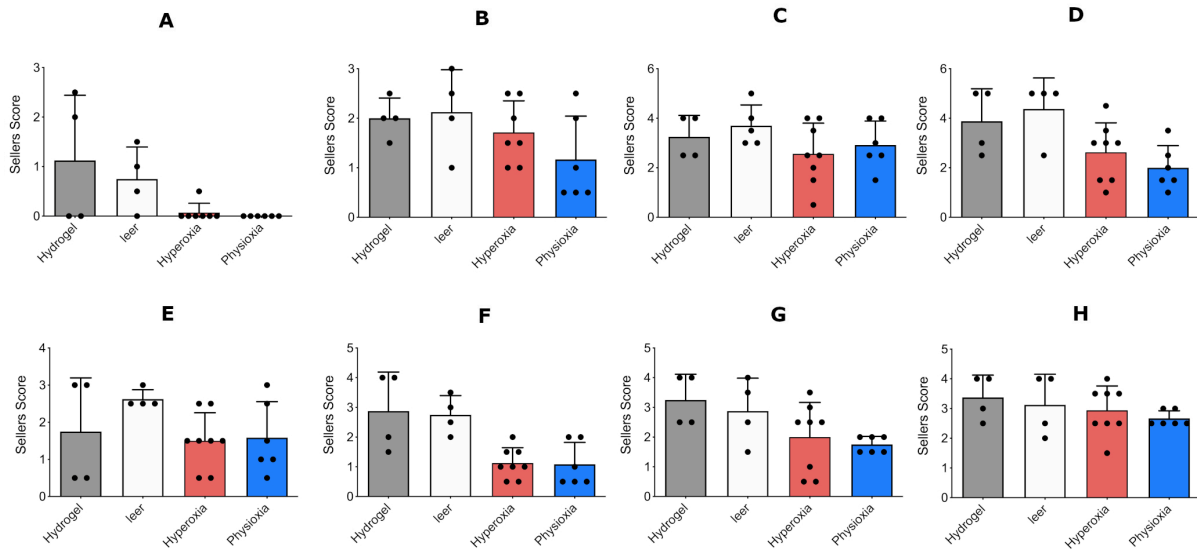 A
Sellers Score
3
2
1
0
Hydrogel
leer
Hyperoxia
Physioxia
B
Sellers Score
3
2
1
0
Hydrogel
leer
Hyperoxia
Physioxia
C
Sellers Score
6
4
2
0
Hydrogel
leer
Hyperoxia
Physioxia
D
Sellers Score
6
4
2
0
Hydrogel
leer
Hyperoxia
Physioxia
E
Sellers Score
4
3
2
1
0
Hydrogel
leer
Hyperoxia
Physioxia
F
Sellers Score
5
4
3
2
1
0
Hydrogel
leer
Hyperoxia
Physioxia
G
Sellers Score
5
4
3
2
1
0
Hydrogel
leer
Hyperoxia
Physioxia
H
Sellers Score
5
4
3
2
1
0
Hydrogel
leer
Hyperoxia
Physioxia